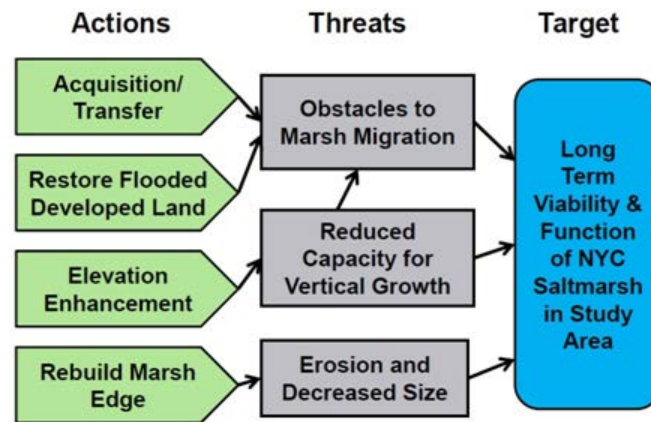 Actions
Threats
Target
Acquisition/
Transfer
Restore Flooded
Developed Land
Elevation
Enhancement
Rebuild Marsh
Edge
Obstacles to
Marsh Migration
Reduced
Capacity for
Vertical Growth
Erosion and
Decreased Size
Long
Term
Viability &
Function
of NYC
Saltmarsh
in Study
Area